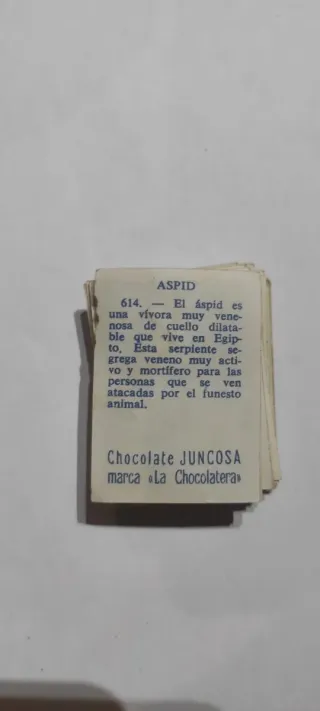 ASPID
614. — El áspid es
una vívora muy vene-
nosa de cuello dilata-
ble que vive en Egip-
to. Esta serpiente se-
grega veneno muy acti-
vo y mortífero para las
personas que se ven
atacadas por el funesto
animal.
Chocolate JUNCOSA
marca «La Chocolatera»